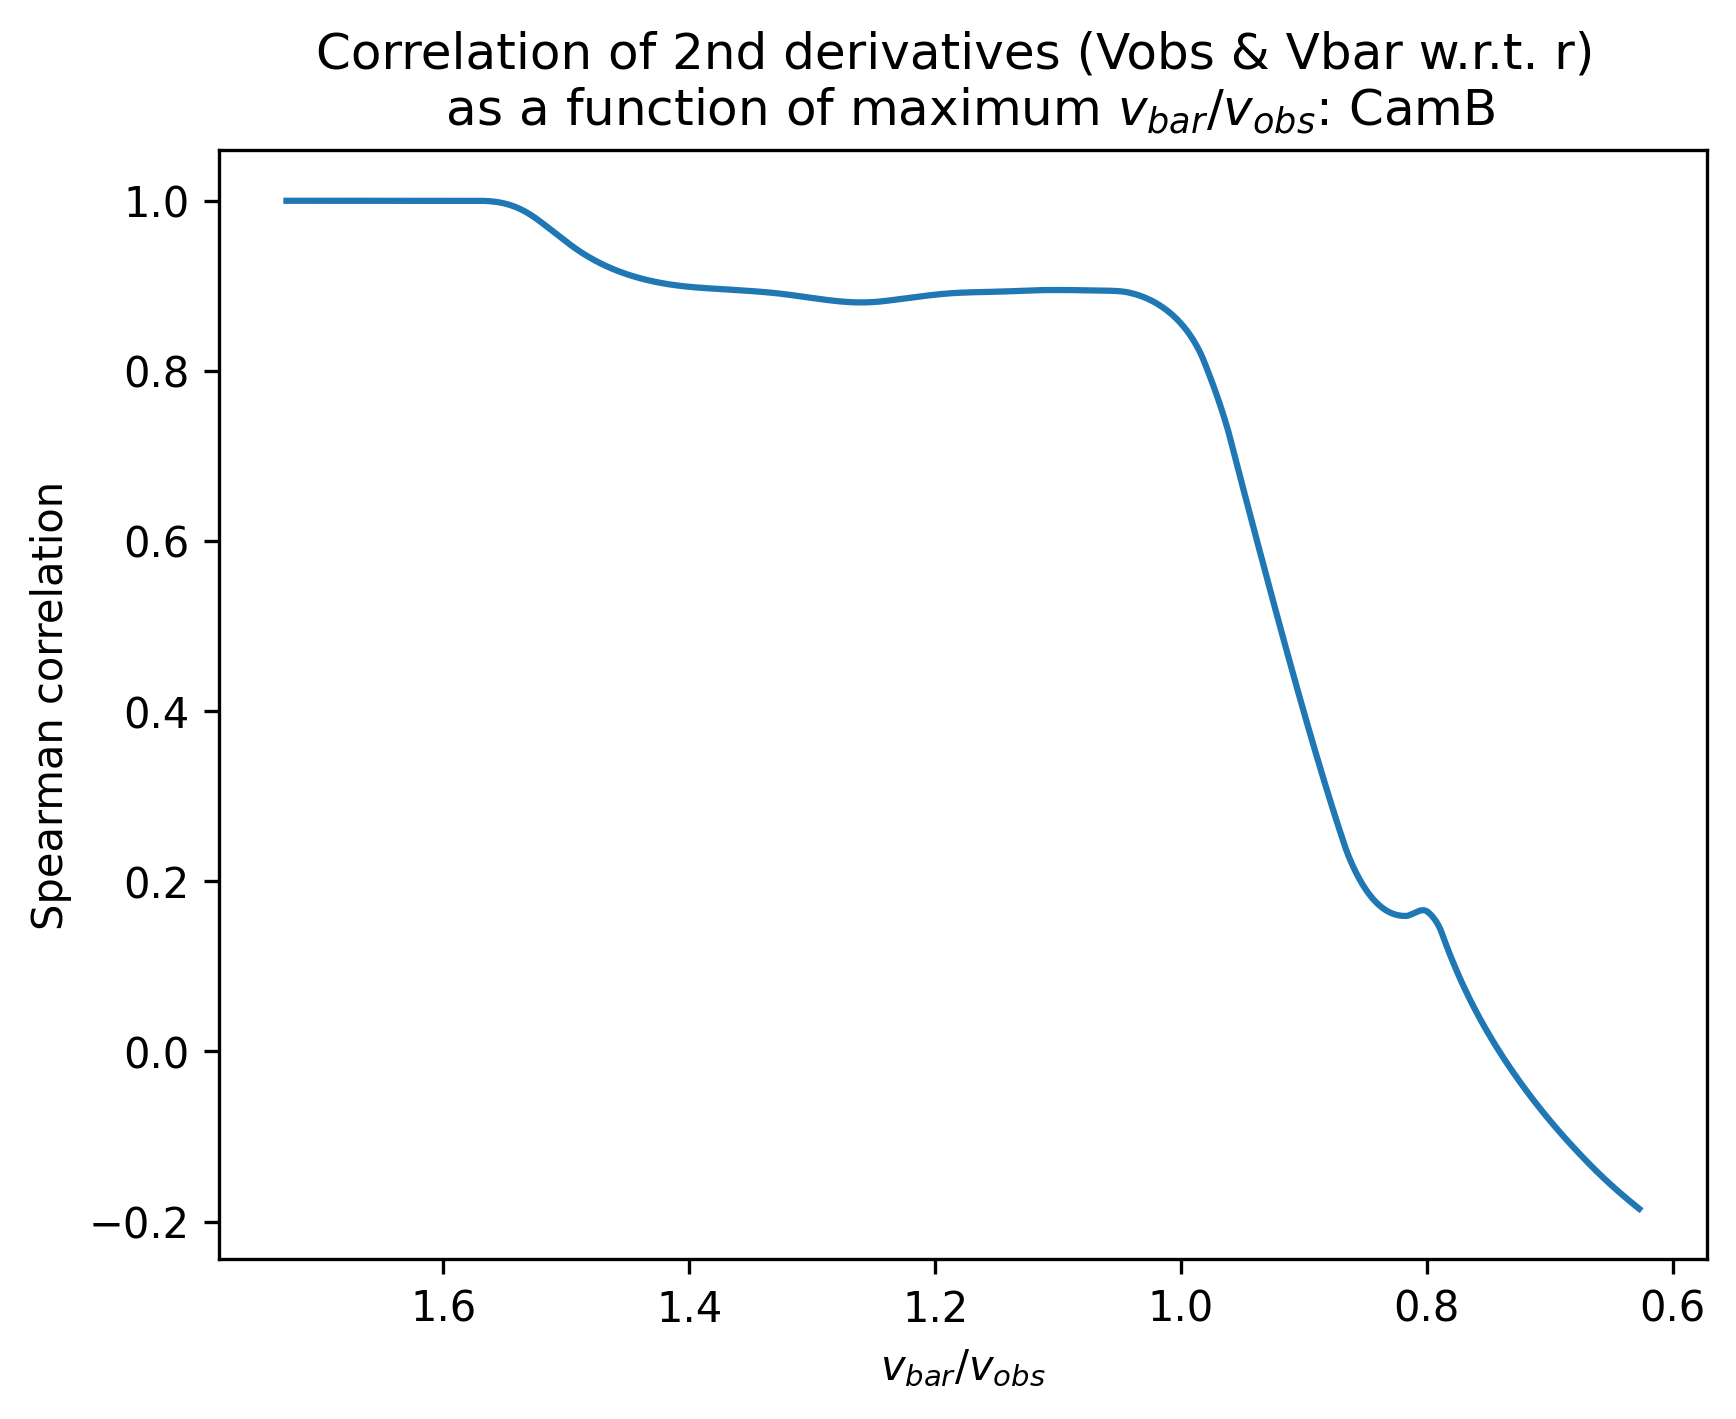 Correlation of 2nd derivatives (Vobs & Vbar w.r.t. r)
as a function of maximum v_bar/v_obs: CamB
1.0
0.8
0.6
0.4
0.2
0.0
−0.2
Spearman correlation
1.6 1.4 1.2 1.0 0.8 0.6
v_bar/v_obs